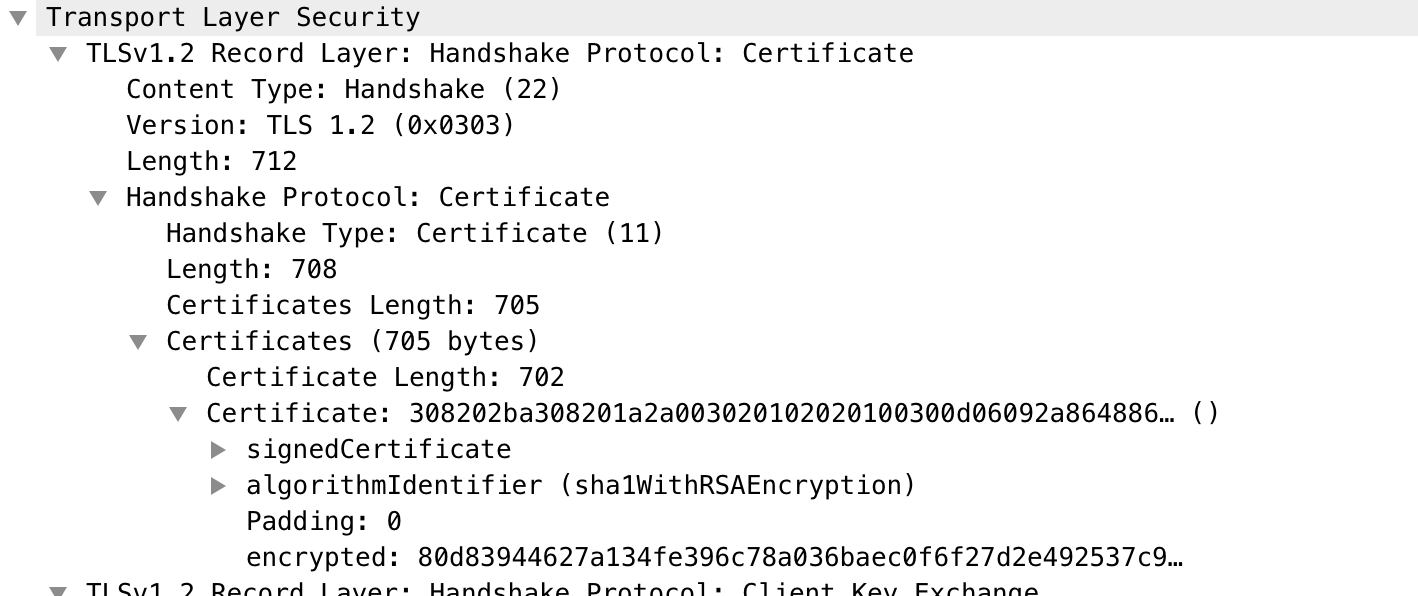 Transport Layer Security
TLSv1.2 Record Layer: Handshake Protocol: Certificate
Content Type: Handshake (22)
Version: TLS 1.2 (0x0303)
Length: 712
Handshake Protocol: Certificate
Handshake Type: Certificate (11)
Length: 708
Certificates Length: 705
Certificates (705 bytes)
Certificate Length: 702
Certificate: 308202ba308201a2a003020102020100300d06092a864886… ()
signedCertificate
algorithmIdentifier (sha1WithRSAEncryption)
Padding: 0
encrypted: 80d83944627a134fe396c78a036baec0f6f27d2e492537c9…
TLSv1.2 Record Layer: Handshake Protocol: Client Key Exchange